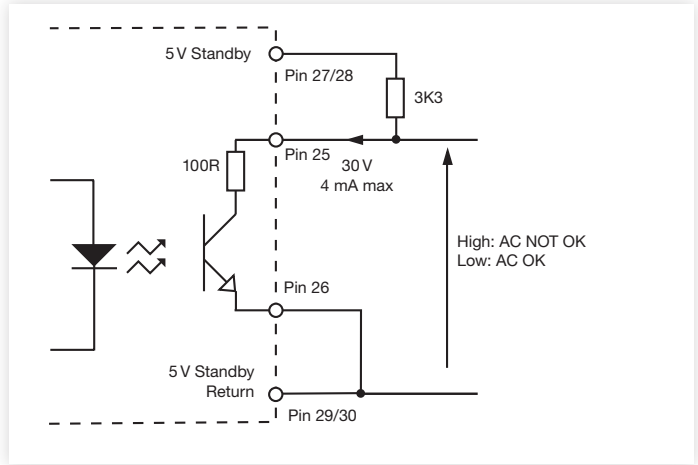 5 V Standby
Pin 27/28
3K3
Pin 25
100R
30 V
4 mA max
High: AC NOT OK
Low: AC OK
Pin 26
5 V Standby
Return
Pin 29/30